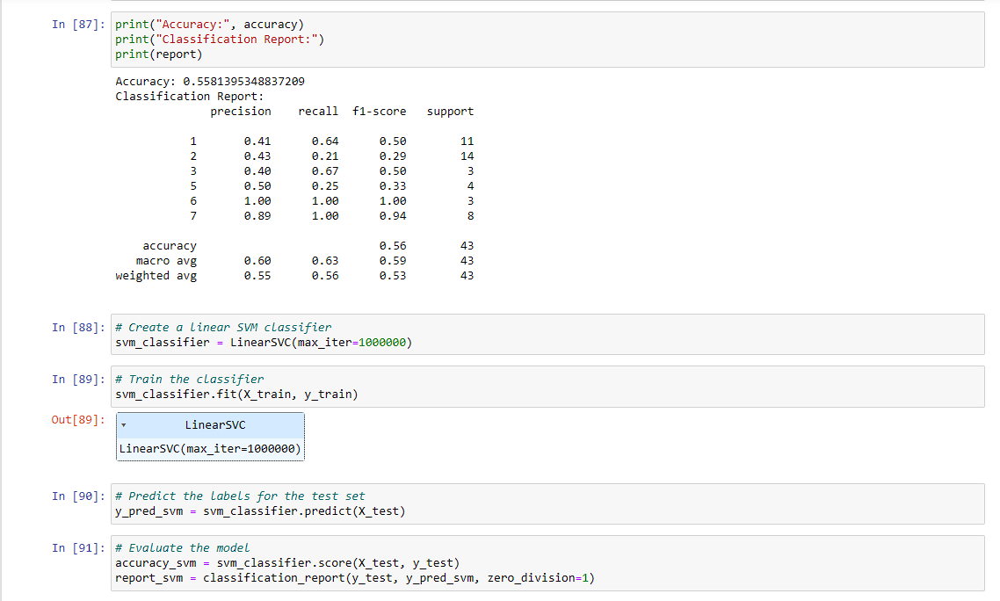 In [87]: print("Accuracy:", accuracy)
print("Classification Report:")
print(report)
Accuracy: 0.5581395348837209
Classification Report:
              precision    recall  f1-score   support

           1       0.41      0.64      0.50        11
           2       0.43      0.21      0.29        14
           3       0.40      0.67      0.50         3
           5       0.50      0.25      0.33         4
           6       1.00      1.00      1.00         3
           7       0.89      1.00      0.94         8

    accuracy                           0.56        43
   macro avg       0.60      0.63      0.59        43
weighted avg       0.55      0.56      0.53        43

In [88]: # Create a linear SVM classifier
svm_classifier = LinearSVC(max_iter=1000000)
In [89]: # Train the classifier
svm_classifier.fit(X_train, y_train)
Out[89]: ▾ LinearSVC
LinearSVC(max_iter=1000000)
In [90]: # Predict the labels for the test set
y_pred_svm = svm_classifier.predict(X_test)
In [91]: # Evaluate the model
accuracy_svm = svm_classifier.score(X_test, y_test)
report_svm = classification_report(y_test, y_pred_svm, zero_division=1)